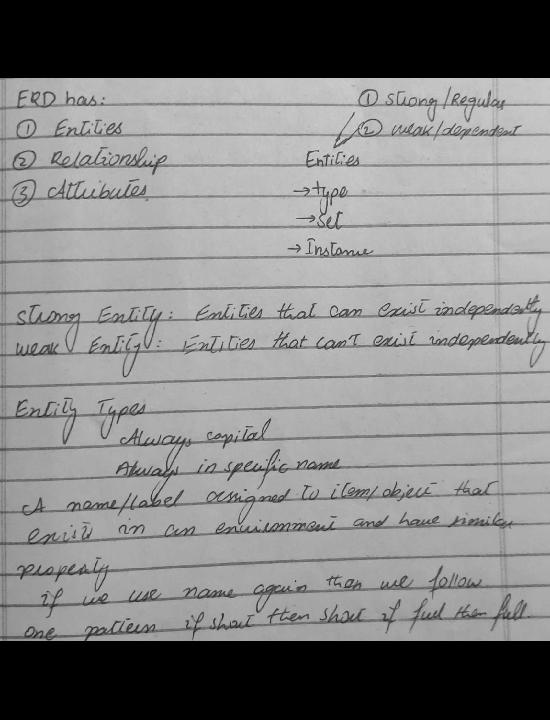 ERD has:
① Entities
② Relationship
③ Attributes.
① Strong/Regular
② weak/dependent
Entities
→ type
→ Set
→ Instance
Strong Entity: Entities that can exist independently
weak Entity: Entities that can't exist independently
Entity Types
Always capital
Always in specific name
A name/label assigned to item/object that
exists in an environment and have similar
property
if we use name again then we follow
one pattern if short then short if full then full.